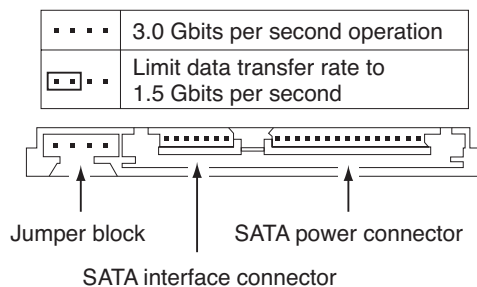 3.0 Gbits per second operation
Limit data transfer rate to
1.5 Gbits per second
Jumper block
SATA power connector
SATA interface connector